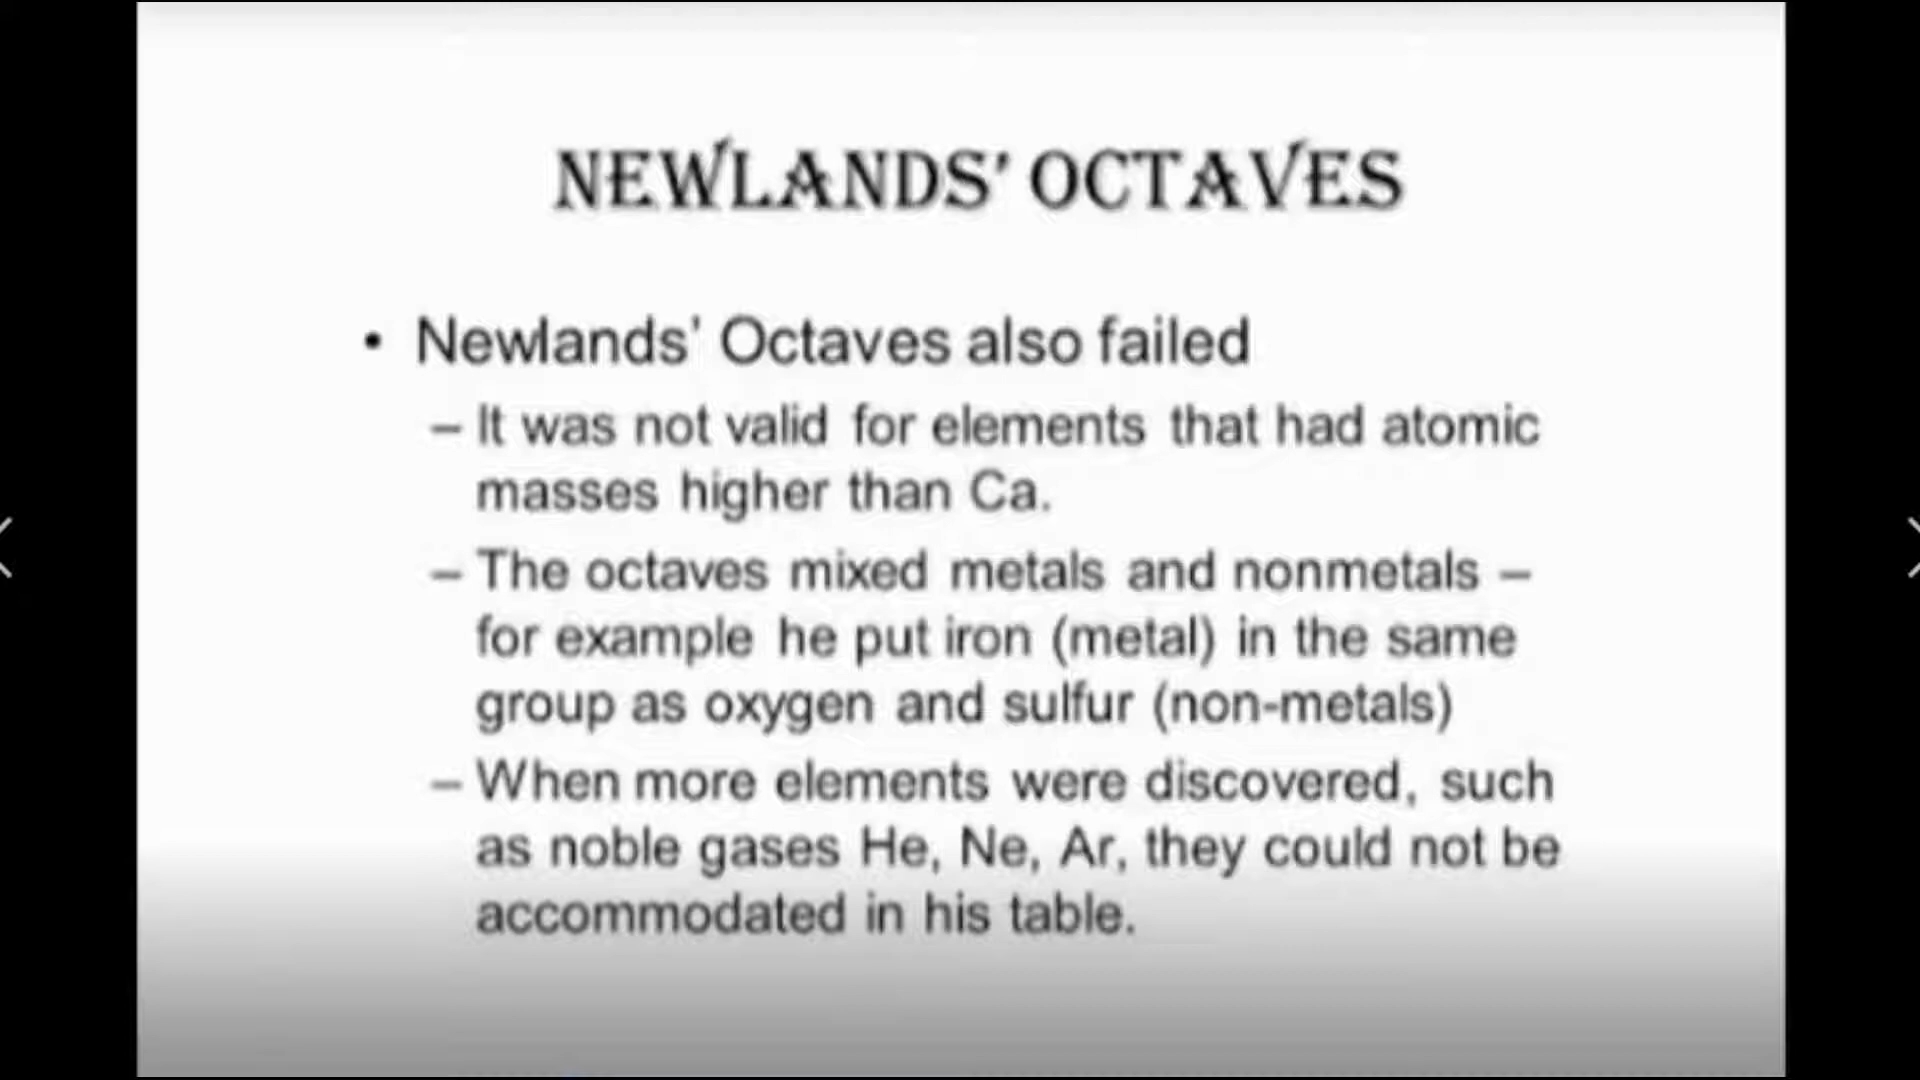 NEWLANDS' OCTAVES
• Newlands' Octaves also failed
– It was not valid for elements that had atomic
masses higher than Ca.
– The octaves mixed metals and nonmetals –
for example he put iron (metal) in the same
group as oxygen and sulfur (non-metals)
– When more elements were discovered, such
as noble gases He, Ne, Ar, they could not be
accommodated in his table.